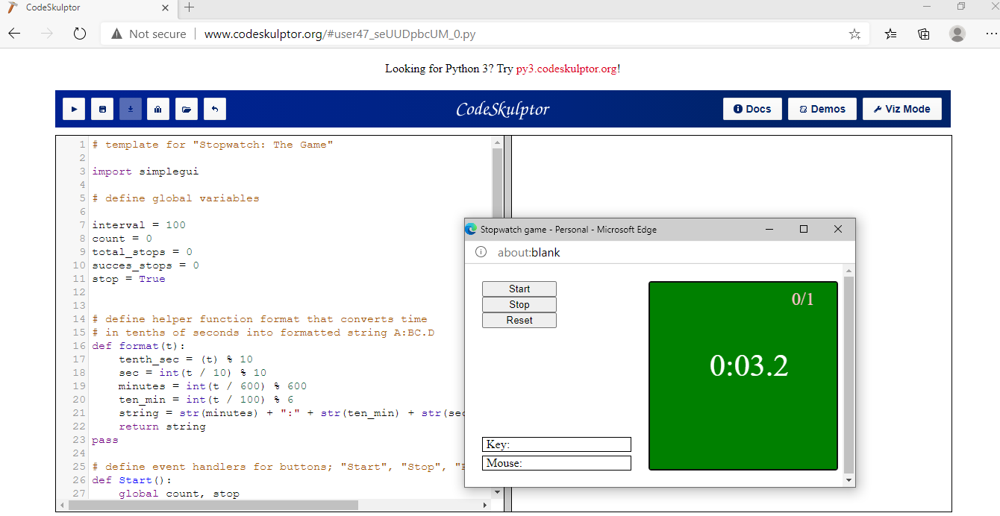 CodeSkulptor
Not secure | www.codeskulptor.org/#user47_seUUDpbcUM_0.py
Looking for Python 3? Try py3.codeskulptor.org!
CodeSkulptor
Docs
Demos
Viz Mode
1 # template for "Stopwatch: The Game"
2
3 import simplegui
4
5 # define global variables
6
7 interval = 100
8 count = 0
9 total_stops = 0
10 succes_stops = 0
11 stop = True
12
13
14 # define helper function format that converts time
15 # in tenths of seconds into formatted string A:BC.D
16 def format(t):
17     tenth_sec = (t) % 10
18     sec = int(t / 10) % 10
19     minutes = int(t / 600) % 600
20     ten_min = int(t / 100) % 6
21     string = str(minutes) + ":" + str(ten_min) + str(sec
22     return string
23 pass
24
25 # define event handlers for buttons; "Start", "Stop", "
26 def Start():
27     global count, stop
Stopwatch game - Personal - Microsoft Edge
about:blank
Start
Stop
Reset
0/1
0:03.2
Key:
Mouse: